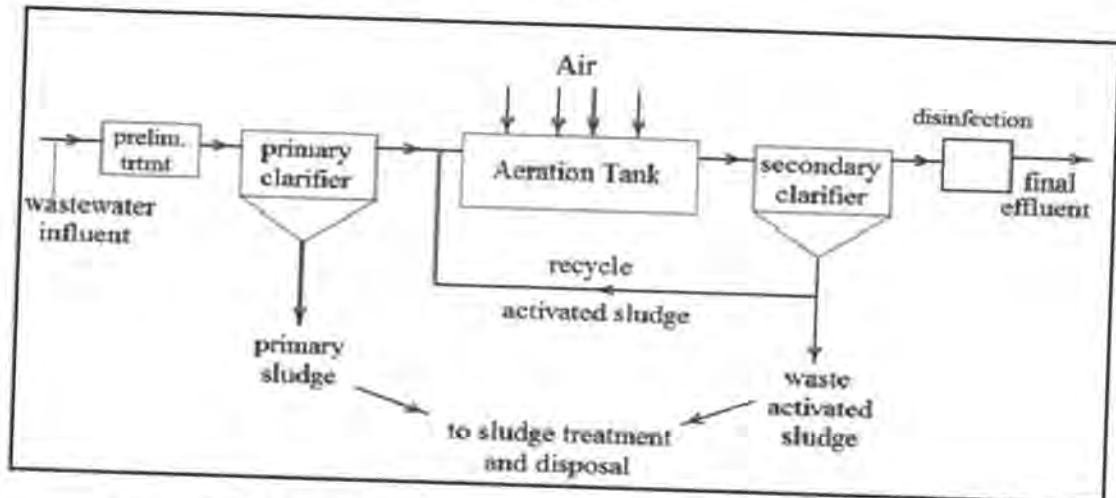 Air
disinfection
prelim.
trtmt
primary
clarifier
Aeration Tank
secondary
clarifier
final
effluent
wastewater
influent
recycle
activated sludge
primary
sludge
waste
activated
sludge
to sludge treatment
and disposal